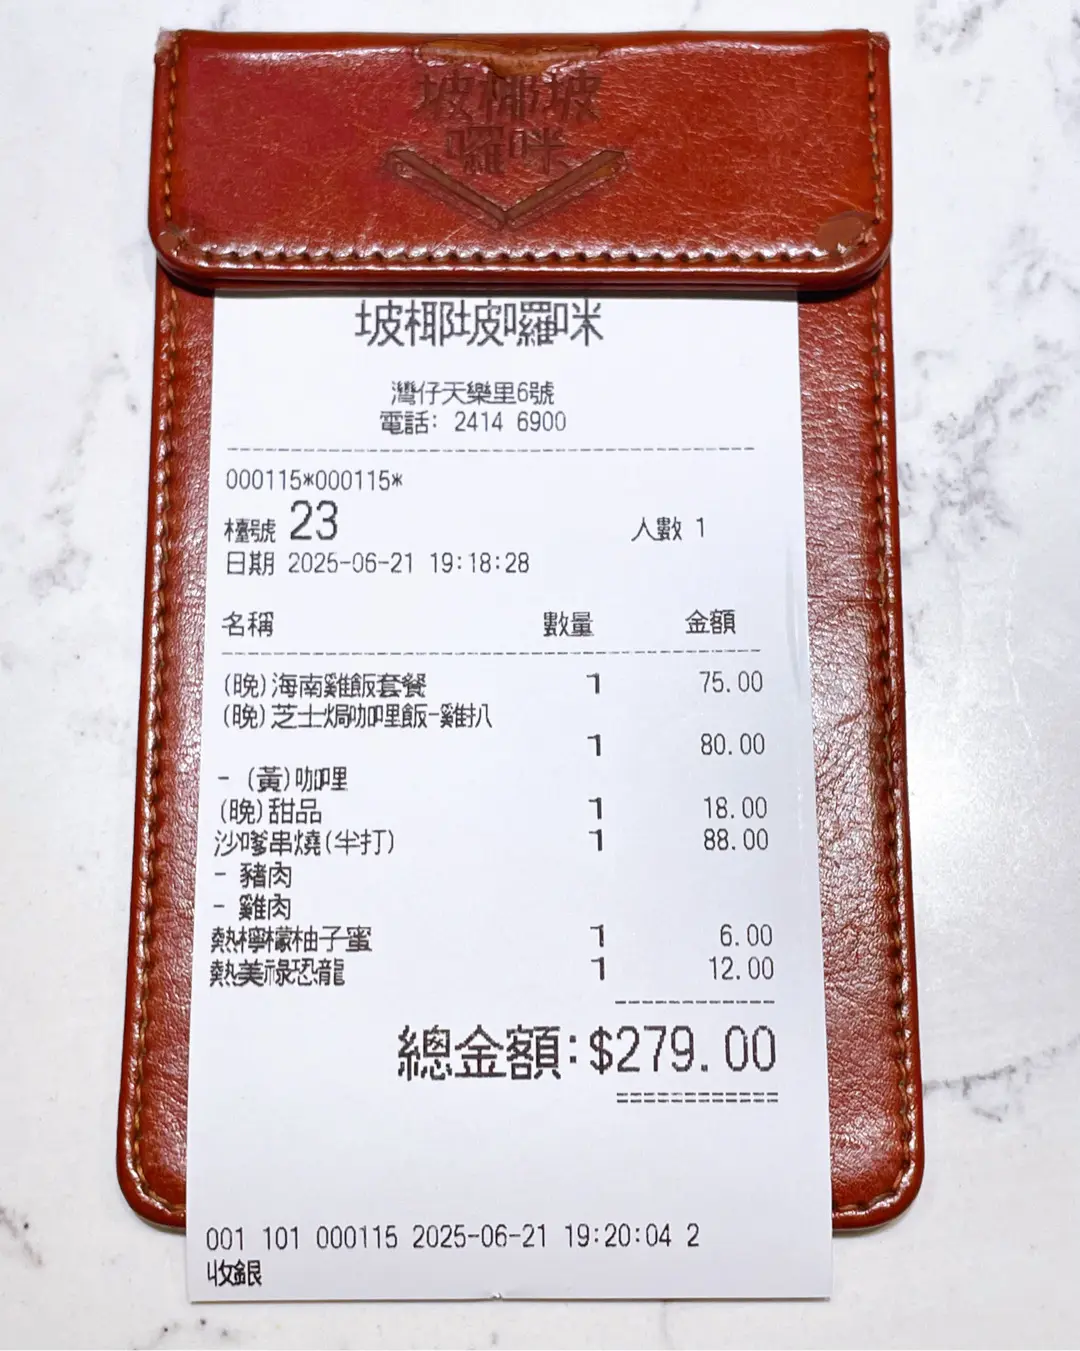 坡椰坡
囉咪
坡椰坡囉咪
灣仔天樂里6號
電話: 2414 6900
000115*000115*
檯號 23 人數 1
日期 2025-06-21 19:18:28
名稱 數量 金額
(晚)海南雞飯套餐 1 75.00
(晚)芝士焗咖哩飯-雞扒
1 80.00
- (黃)咖哩
(晚)甜品 1 18.00
沙嗲串燒(半打) 1 88.00
- 豬肉
- 雞肉
熱檸檬柚子蜜 1 6.00
熱美祿恐龍 1 12.00
總金額:$279.00
001 101 000115 2025-06-21 19:20:04 2
收銀